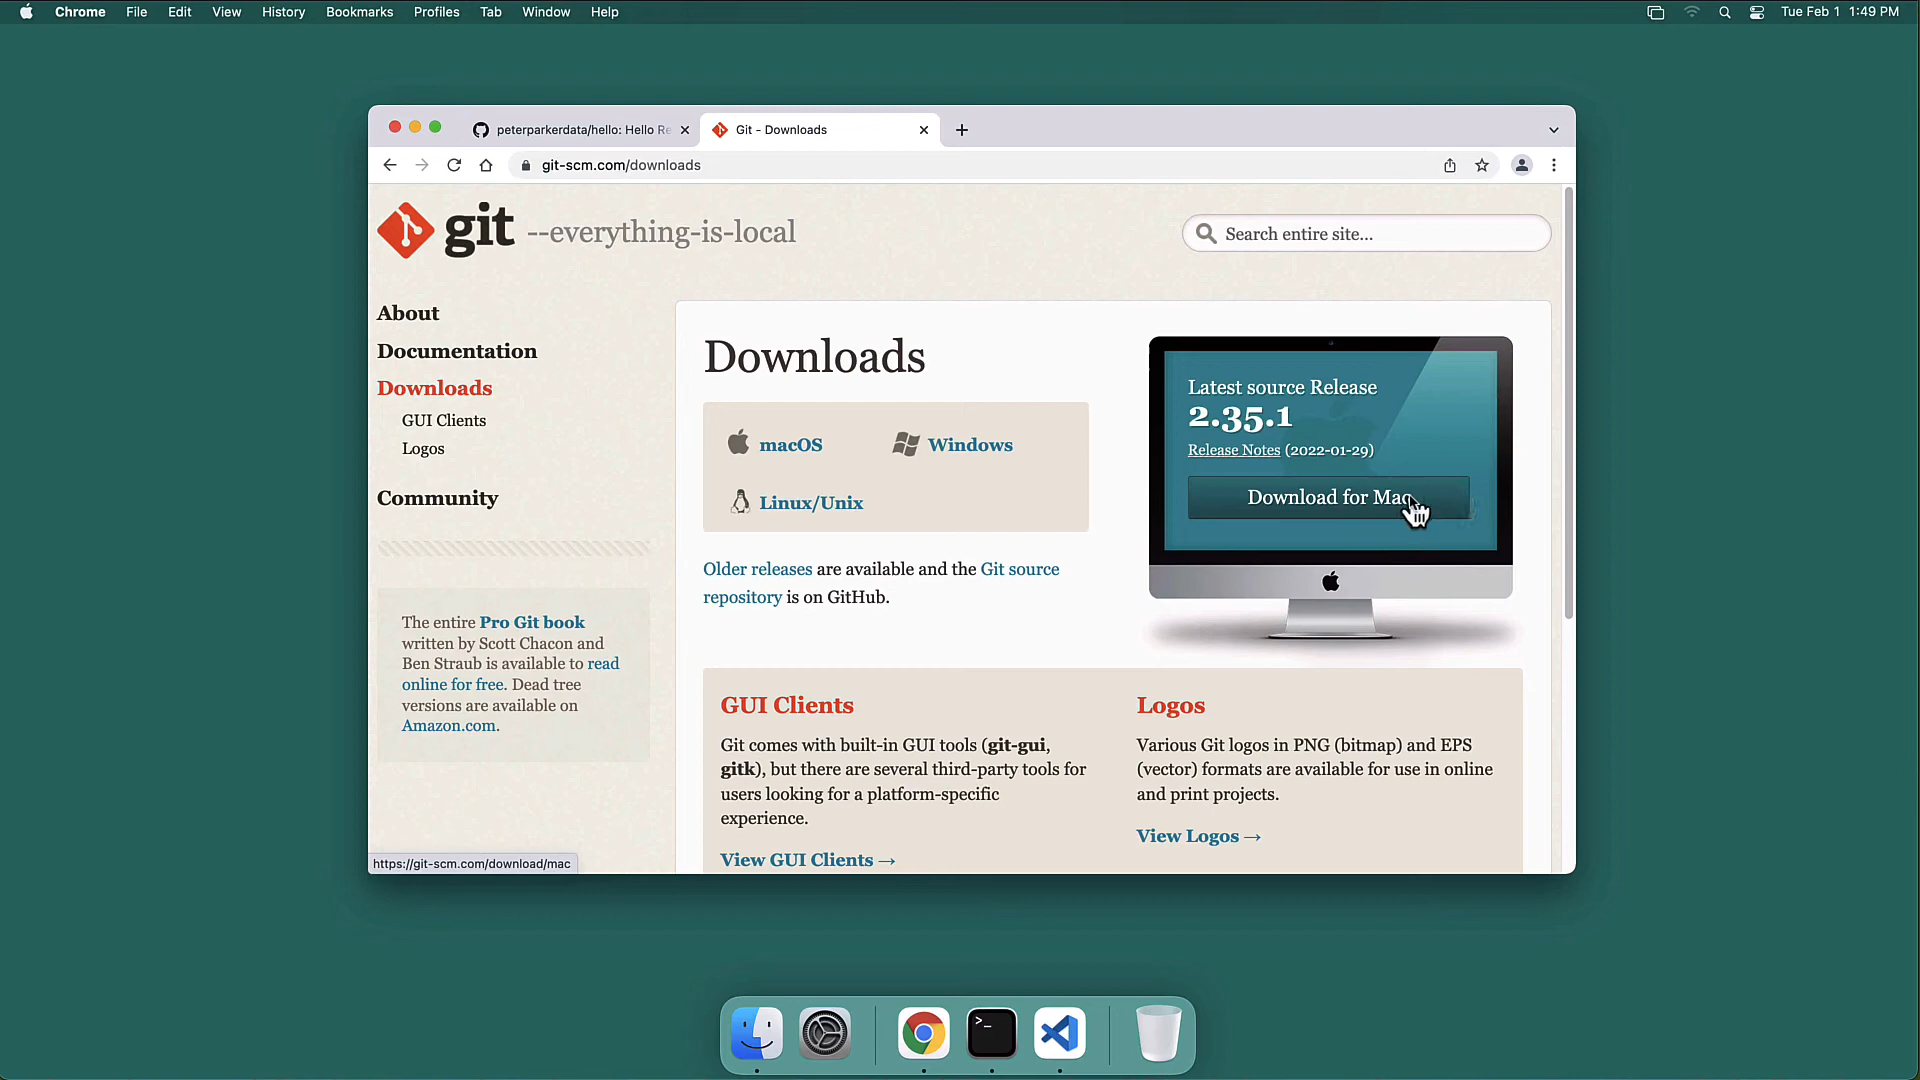 Chrome File Edit View History Bookmarks Profiles Tab Window Help
Tue Feb 1 1:49 PM
peterparkerdata/hello: Hello Re
Git - Downloads
git-scm.com/downloads
git --everything-is-local
Search entire site...
About
Documentation
Downloads
GUI Clients
Logos
Community
The entire Pro Git book
written by Scott Chacon and
Ben Straub is available to read
online for free. Dead tree
versions are available on
Amazon.com.
Downloads
macOS
Windows
Linux/Unix
Older releases are available and the Git source
repository is on GitHub.
Latest source Release
2.35.1
Release Notes (2022-01-29)
Download for Mac
GUI Clients
Git comes with built-in GUI tools (git-gui,
gitk), but there are several third-party tools for
users looking for a platform-specific
experience.
View GUI Clients →
Logos
Various Git logos in PNG (bitmap) and EPS
(vector) formats are available for use in online
and print projects.
View Logos →
https://git-scm.com/download/mac
>_